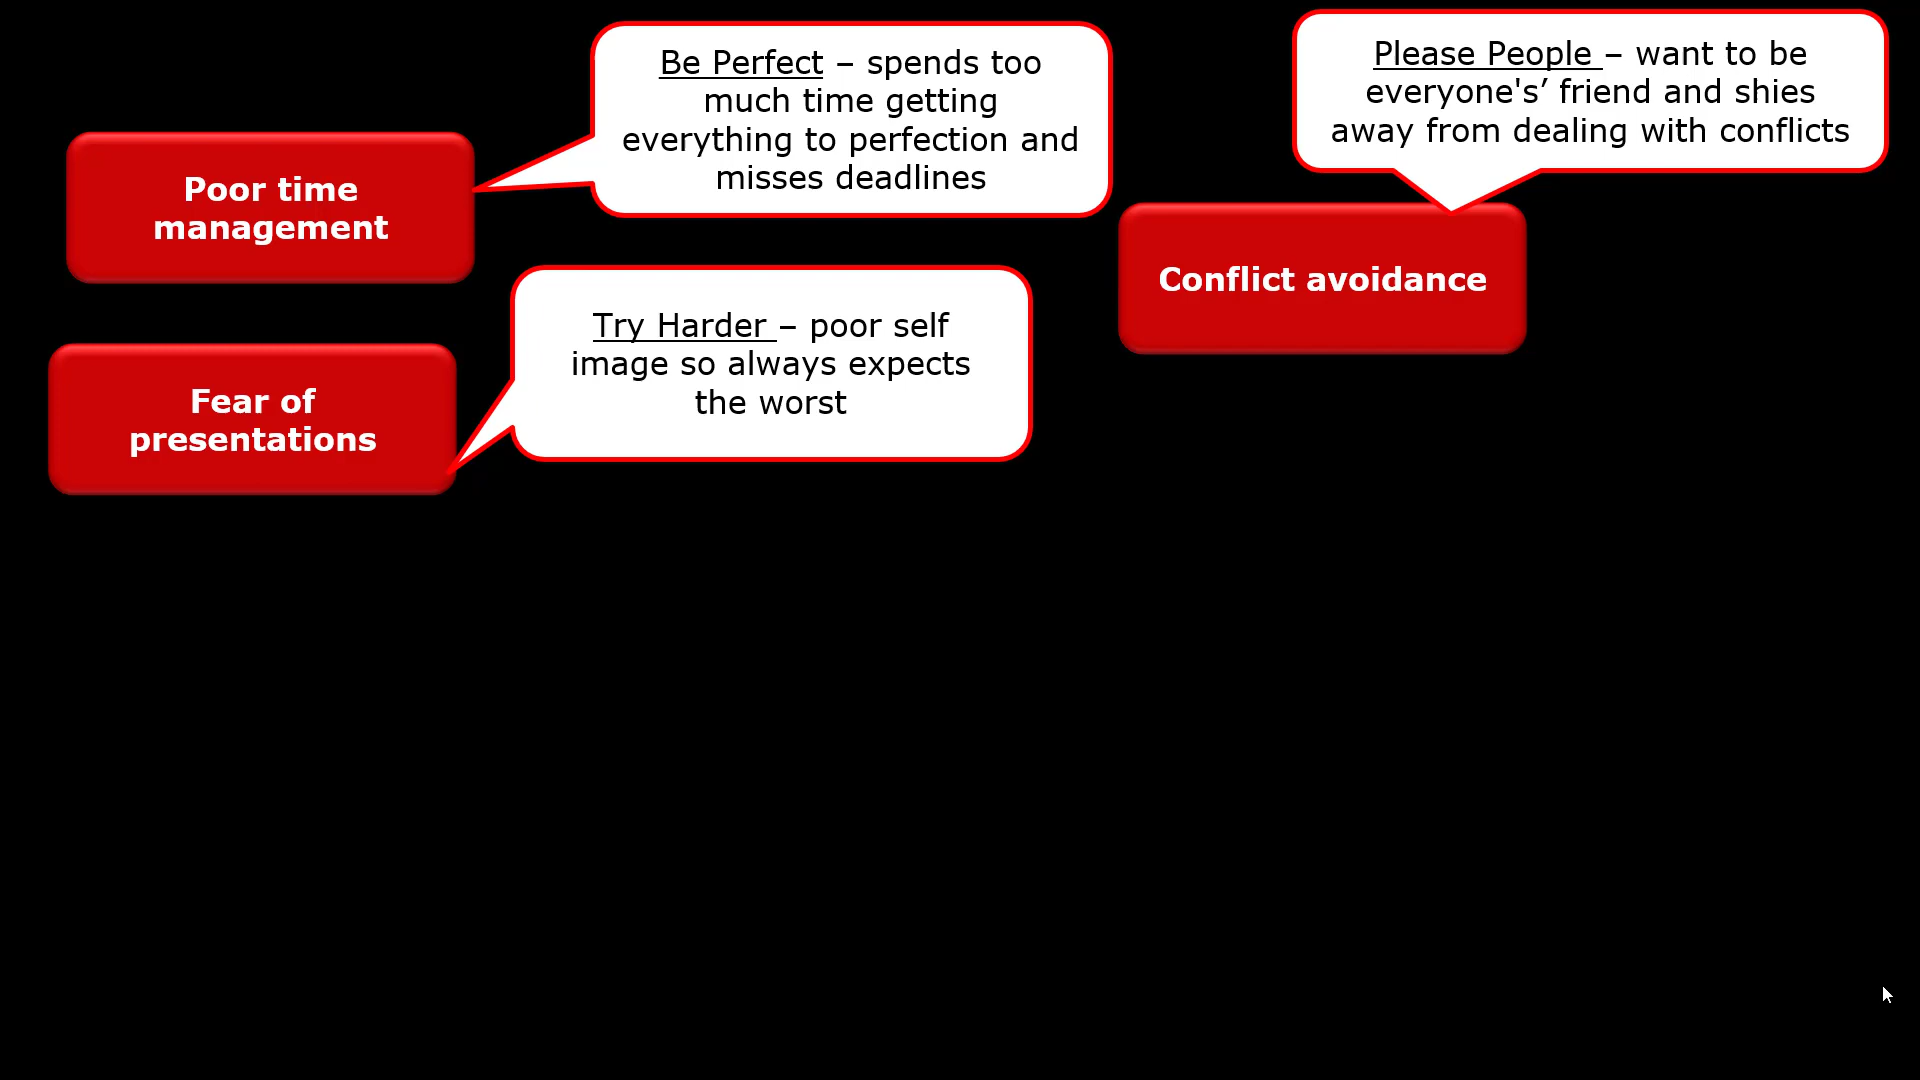 Poor time
management
Be Perfect – spends too
much time getting
everything to perfection and
misses deadlines
Please People – want to be
everyone's’ friend and shies
away from dealing with conflicts
Conflict avoidance
Fear of
presentations
Try Harder – poor self
image so always expects
the worst